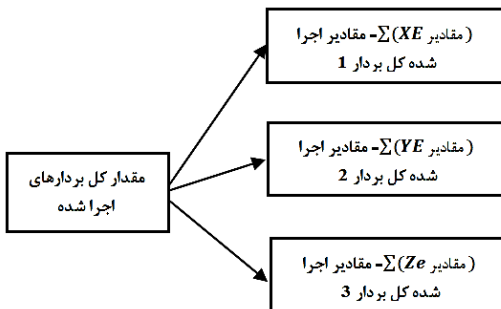 (مقادیر XE)∑- مقادیر اجرا
شده کل بردار 1
(مقادیر YE)∑- مقادیر اجرا
شده کل بردار 2
مقدار کل بردارهای
اجرا شده
(مقادیر Ze)∑- مقادیر اجرا
شده کل بردار 3